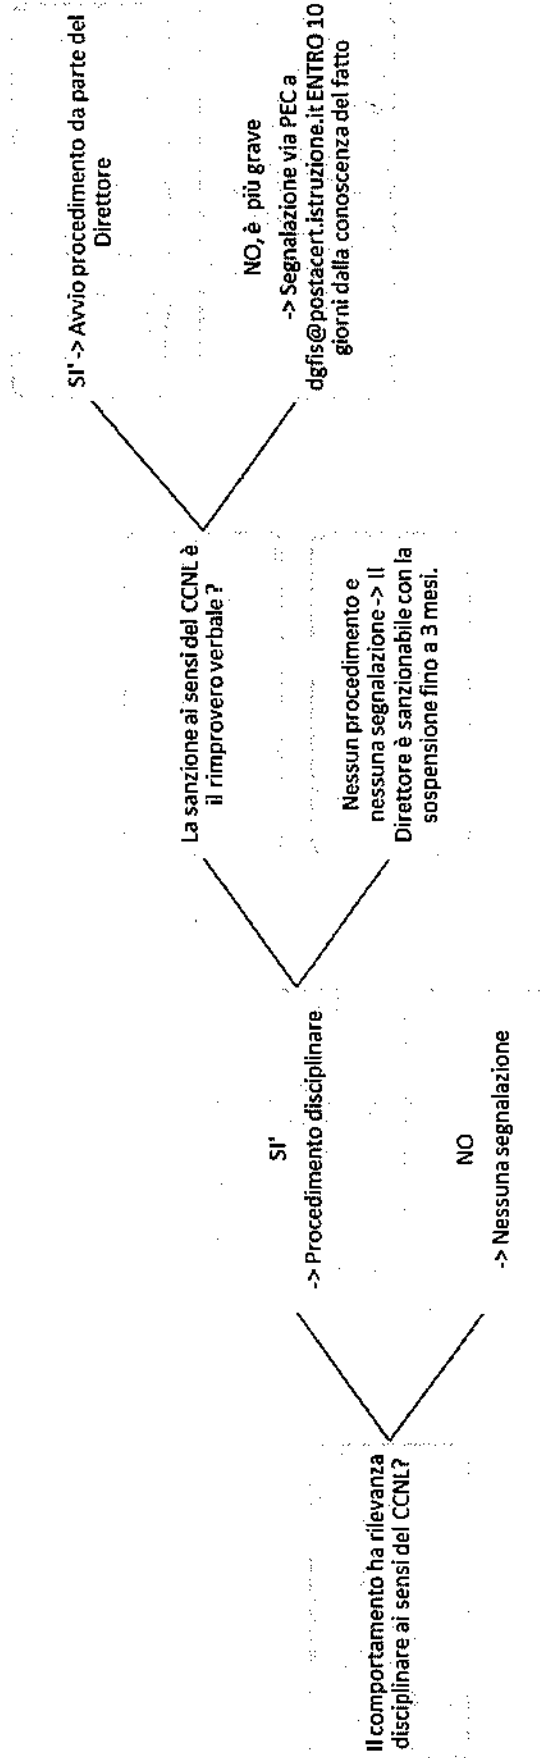 Il comportamento ha rilevanza
disciplinare ai sensi del CCNL?
SI'
-> Procedimento disciplinare
NO
-> Nessuna segnalazione
La sanzione ai sensi del CCNL è
il rimprovero verbale ?
Nessun procedimento e
nessuna segnalazione -> Il
Direttore è sanzionabile con la
sospensione fino a 3 mesi.
SI' -> Avvio procedimento da parte del
Direttore
NO, è più grave
-> Segnalazione via PEC a
dgfis@postacert.istruzione.it ENTRO 10
giorni dalla conoscenza del fatto